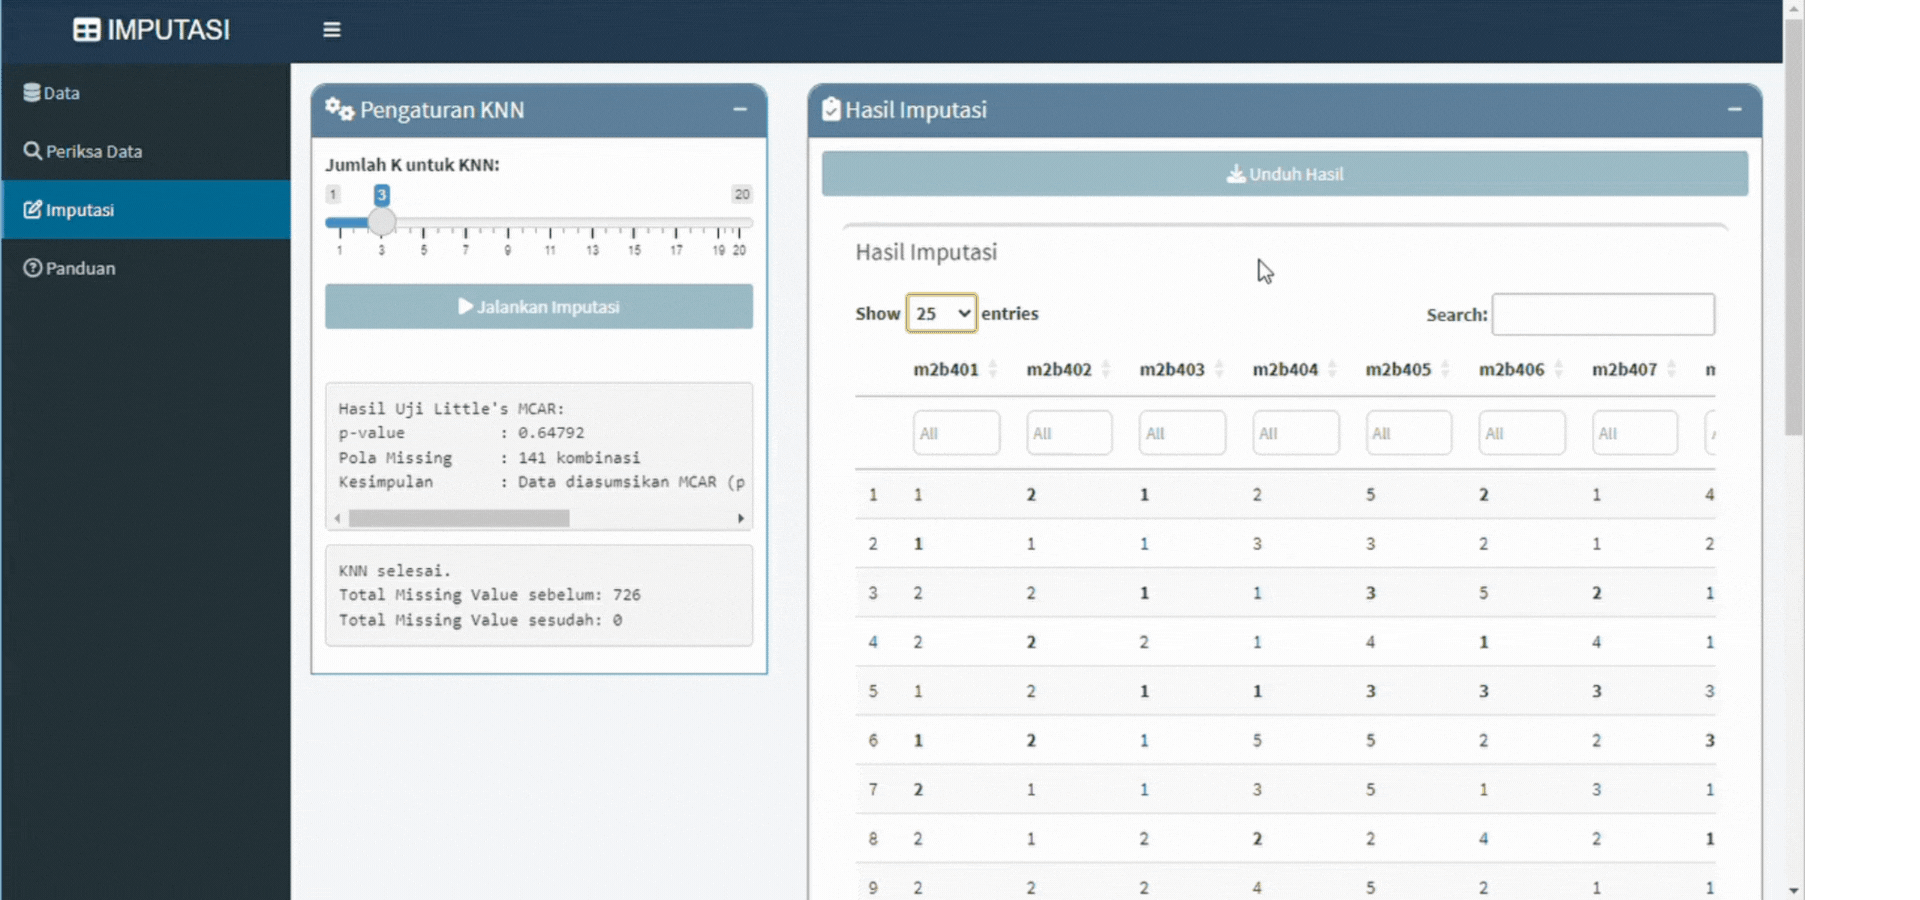 IMPUTASI
Data
Periksa Data
Imputasi
Panduan
Pengaturan KNN
Jumlah K untuk KNN:
1 3 20
1 3 5 7 9 11 13 15 17 19 20
Jalankan Imputasi
Hasil Uji Little's MCAR:
p-value : 0.64792
Pola Missing : 141 kombinasi
Kesimpulan : Data diasumsikan MCAR (p
KNN selesai.
Total Missing Value sebelum: 726
Total Missing Value sesudah: 0
Hasil Imputasi
Unduh Hasil
Hasil Imputasi
Show 25 entries
Search:
m2b401 m2b402 m2b403 m2b404 m2b405 m2b406 m2b407 m
All All All All All All All
1 1 2 1 2 5 2 1 4
2 1 1 1 3 3 2 1 2
3 2 2 1 1 3 5 2 1
4 2 2 2 1 4 1 4 1
5 1 2 1 1 3 3 3 3
6 1 2 1 5 5 2 2 3
7 2 1 1 3 5 1 3 1
8 2 1 2 2 2 4 2 1
9 2 2 2 4 5 2 1 1